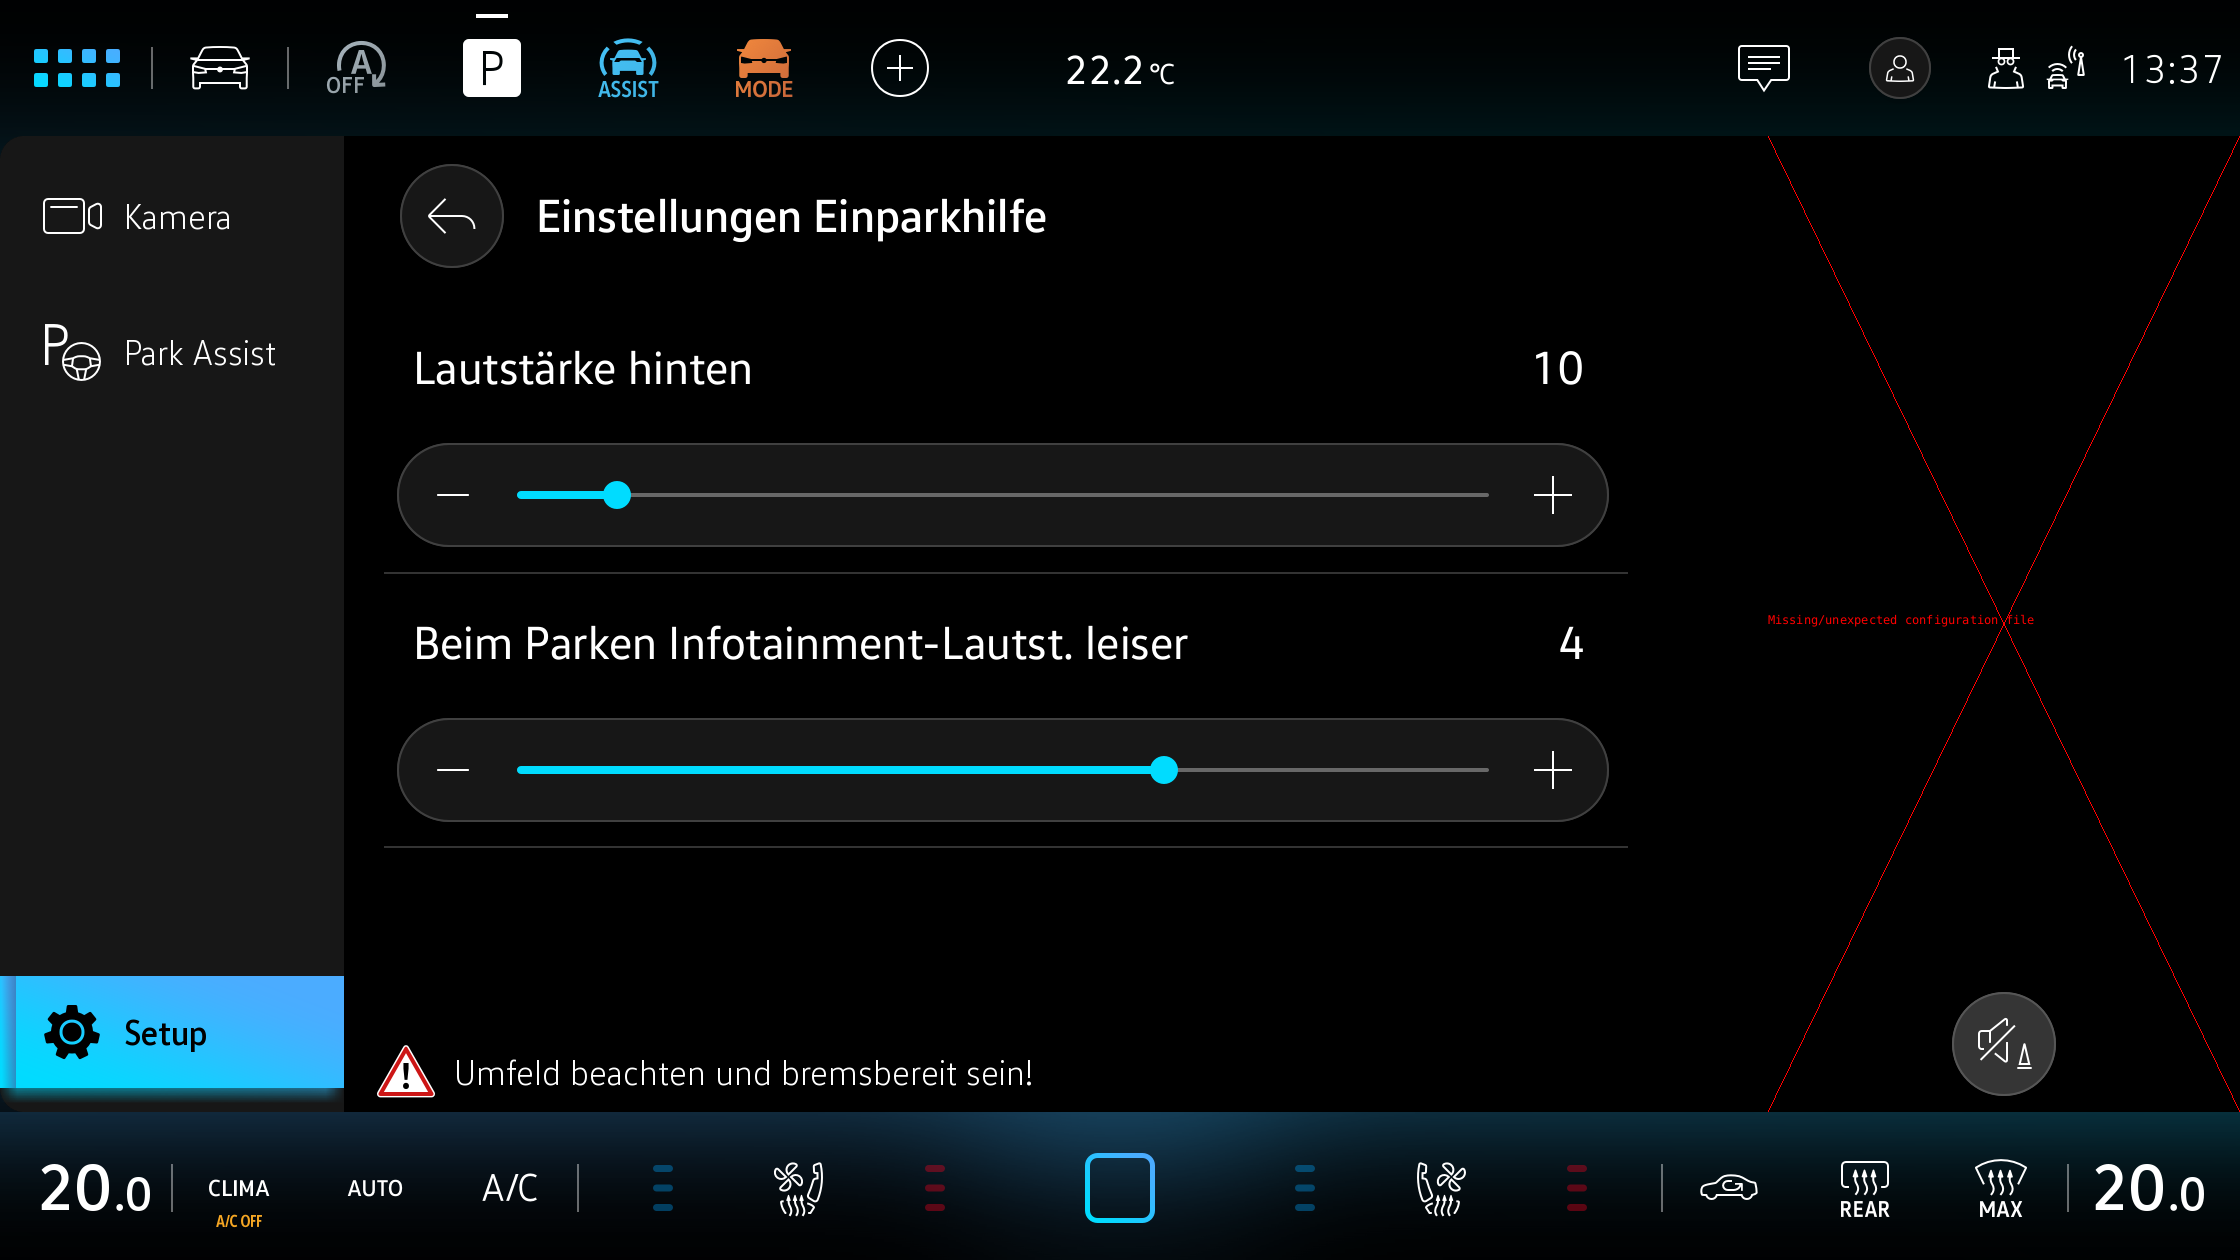 OFF A
P
ASSIST
MODE
22.2 °C
13:37
Kamera
Einstellungen Einparkhilfe
P Park Assist
Lautstärke hinten 10
Beim Parken Infotainment-Lautst. leiser 4
Missing/unexpected configuration file
Setup
Umfeld beachten und bremsbereit sein!
20.0
CLIMA
A/C OFF
AUTO
A/C
REAR
MAX
20.0